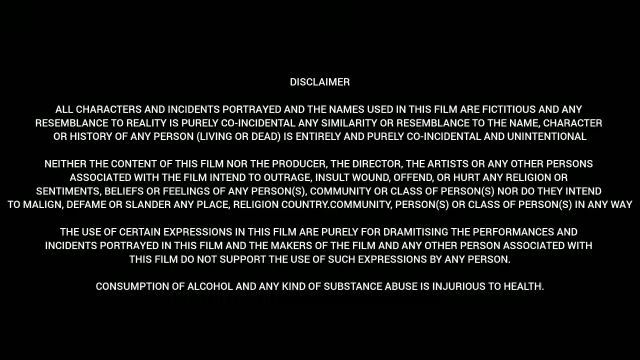 DISCLAIMER
ALL CHARACTERS AND INCIDENTS PORTRAYED AND THE NAMES USED IN THIS FILM ARE FICTITIOUS AND ANY
RESEMBLANCE TO REALITY IS PURELY CO-INCIDENTAL ANY SIMILARITY OR RESEMBLANCE TO THE NAME, CHARACTER
OR HISTORY OF ANY PERSON (LIVING OR DEAD) IS ENTIRELY AND PURELY CO-INCIDENTAL AND UNINTENTIONAL
NEITHER THE CONTENT OF THIS FILM NOR THE PRODUCER, THE DIRECTOR, THE ARTISTS OR ANY OTHER PERSONS
ASSOCIATED WITH THE FILM INTEND TO OUTRAGE, INSULT WOUND, OFFEND, OR HURT ANY RELIGION OR
SENTIMENTS, BELIEFS OR FEELINGS OF ANY PERSON(S), COMMUNITY OR CLASS OF PERSON(S) NOR DO THEY INTEND
TO MALIGN, DEFAME OR SLANDER ANY PLACE, RELIGION COUNTRY.COMMUNITY, PERSON(S) OR CLASS OF PERSON(S) IN ANY WAY
THE USE OF CERTAIN EXPRESSIONS IN THIS FILM ARE PURELY FOR DRAMITISING THE PERFORMANCES AND
INCIDENTS PORTRAYED IN THIS FILM AND THE MAKERS OF THE FILM AND ANY OTHER PERSON ASSOCIATED WITH
THIS FILM DO NOT SUPPORT THE USE OF SUCH EXPRESSIONS BY ANY PERSON.
CONSUMPTION OF ALCOHOL AND ANY KIND OF SUBSTANCE ABUSE IS INJURIOUS TO HEALTH.